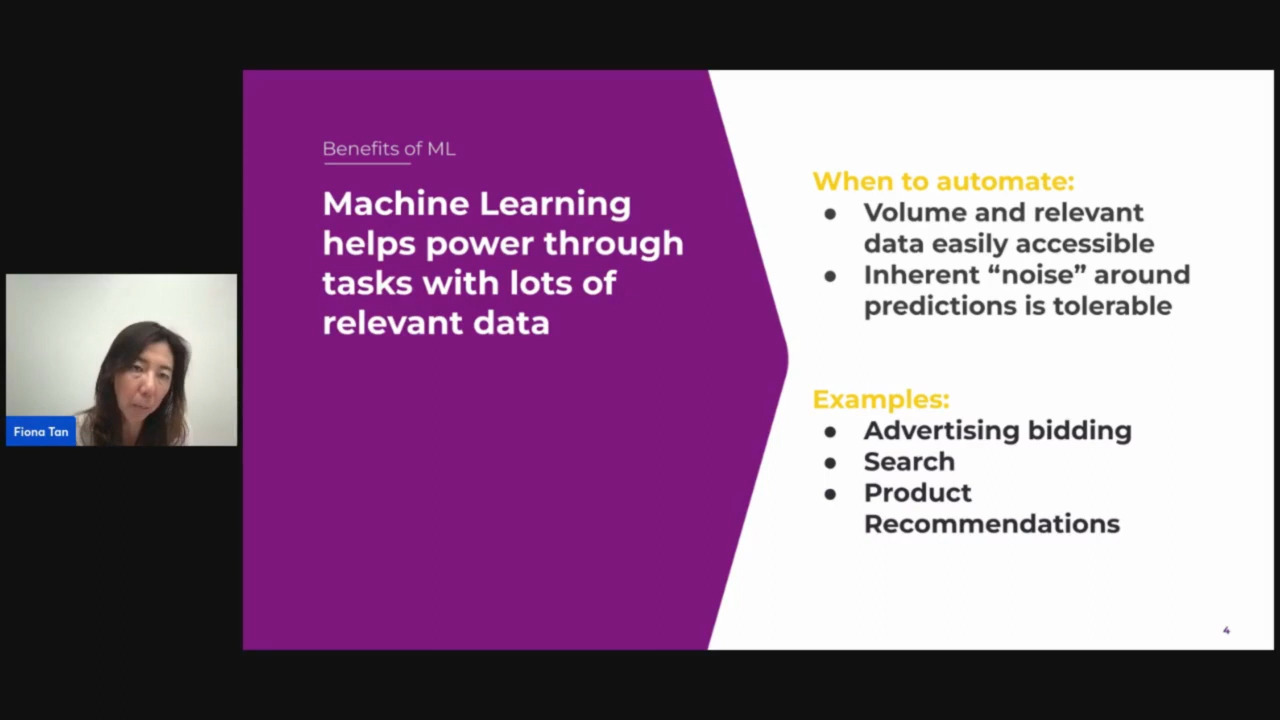 Benefits of ML
Machine Learning
helps power through
tasks with lots of
relevant data
When to automate:
● Volume and relevant
data easily accessible
● Inherent “noise” around
predictions is tolerable
Examples:
● Advertising bidding
● Search
● Product
Recommendations
4
Fiona Tan